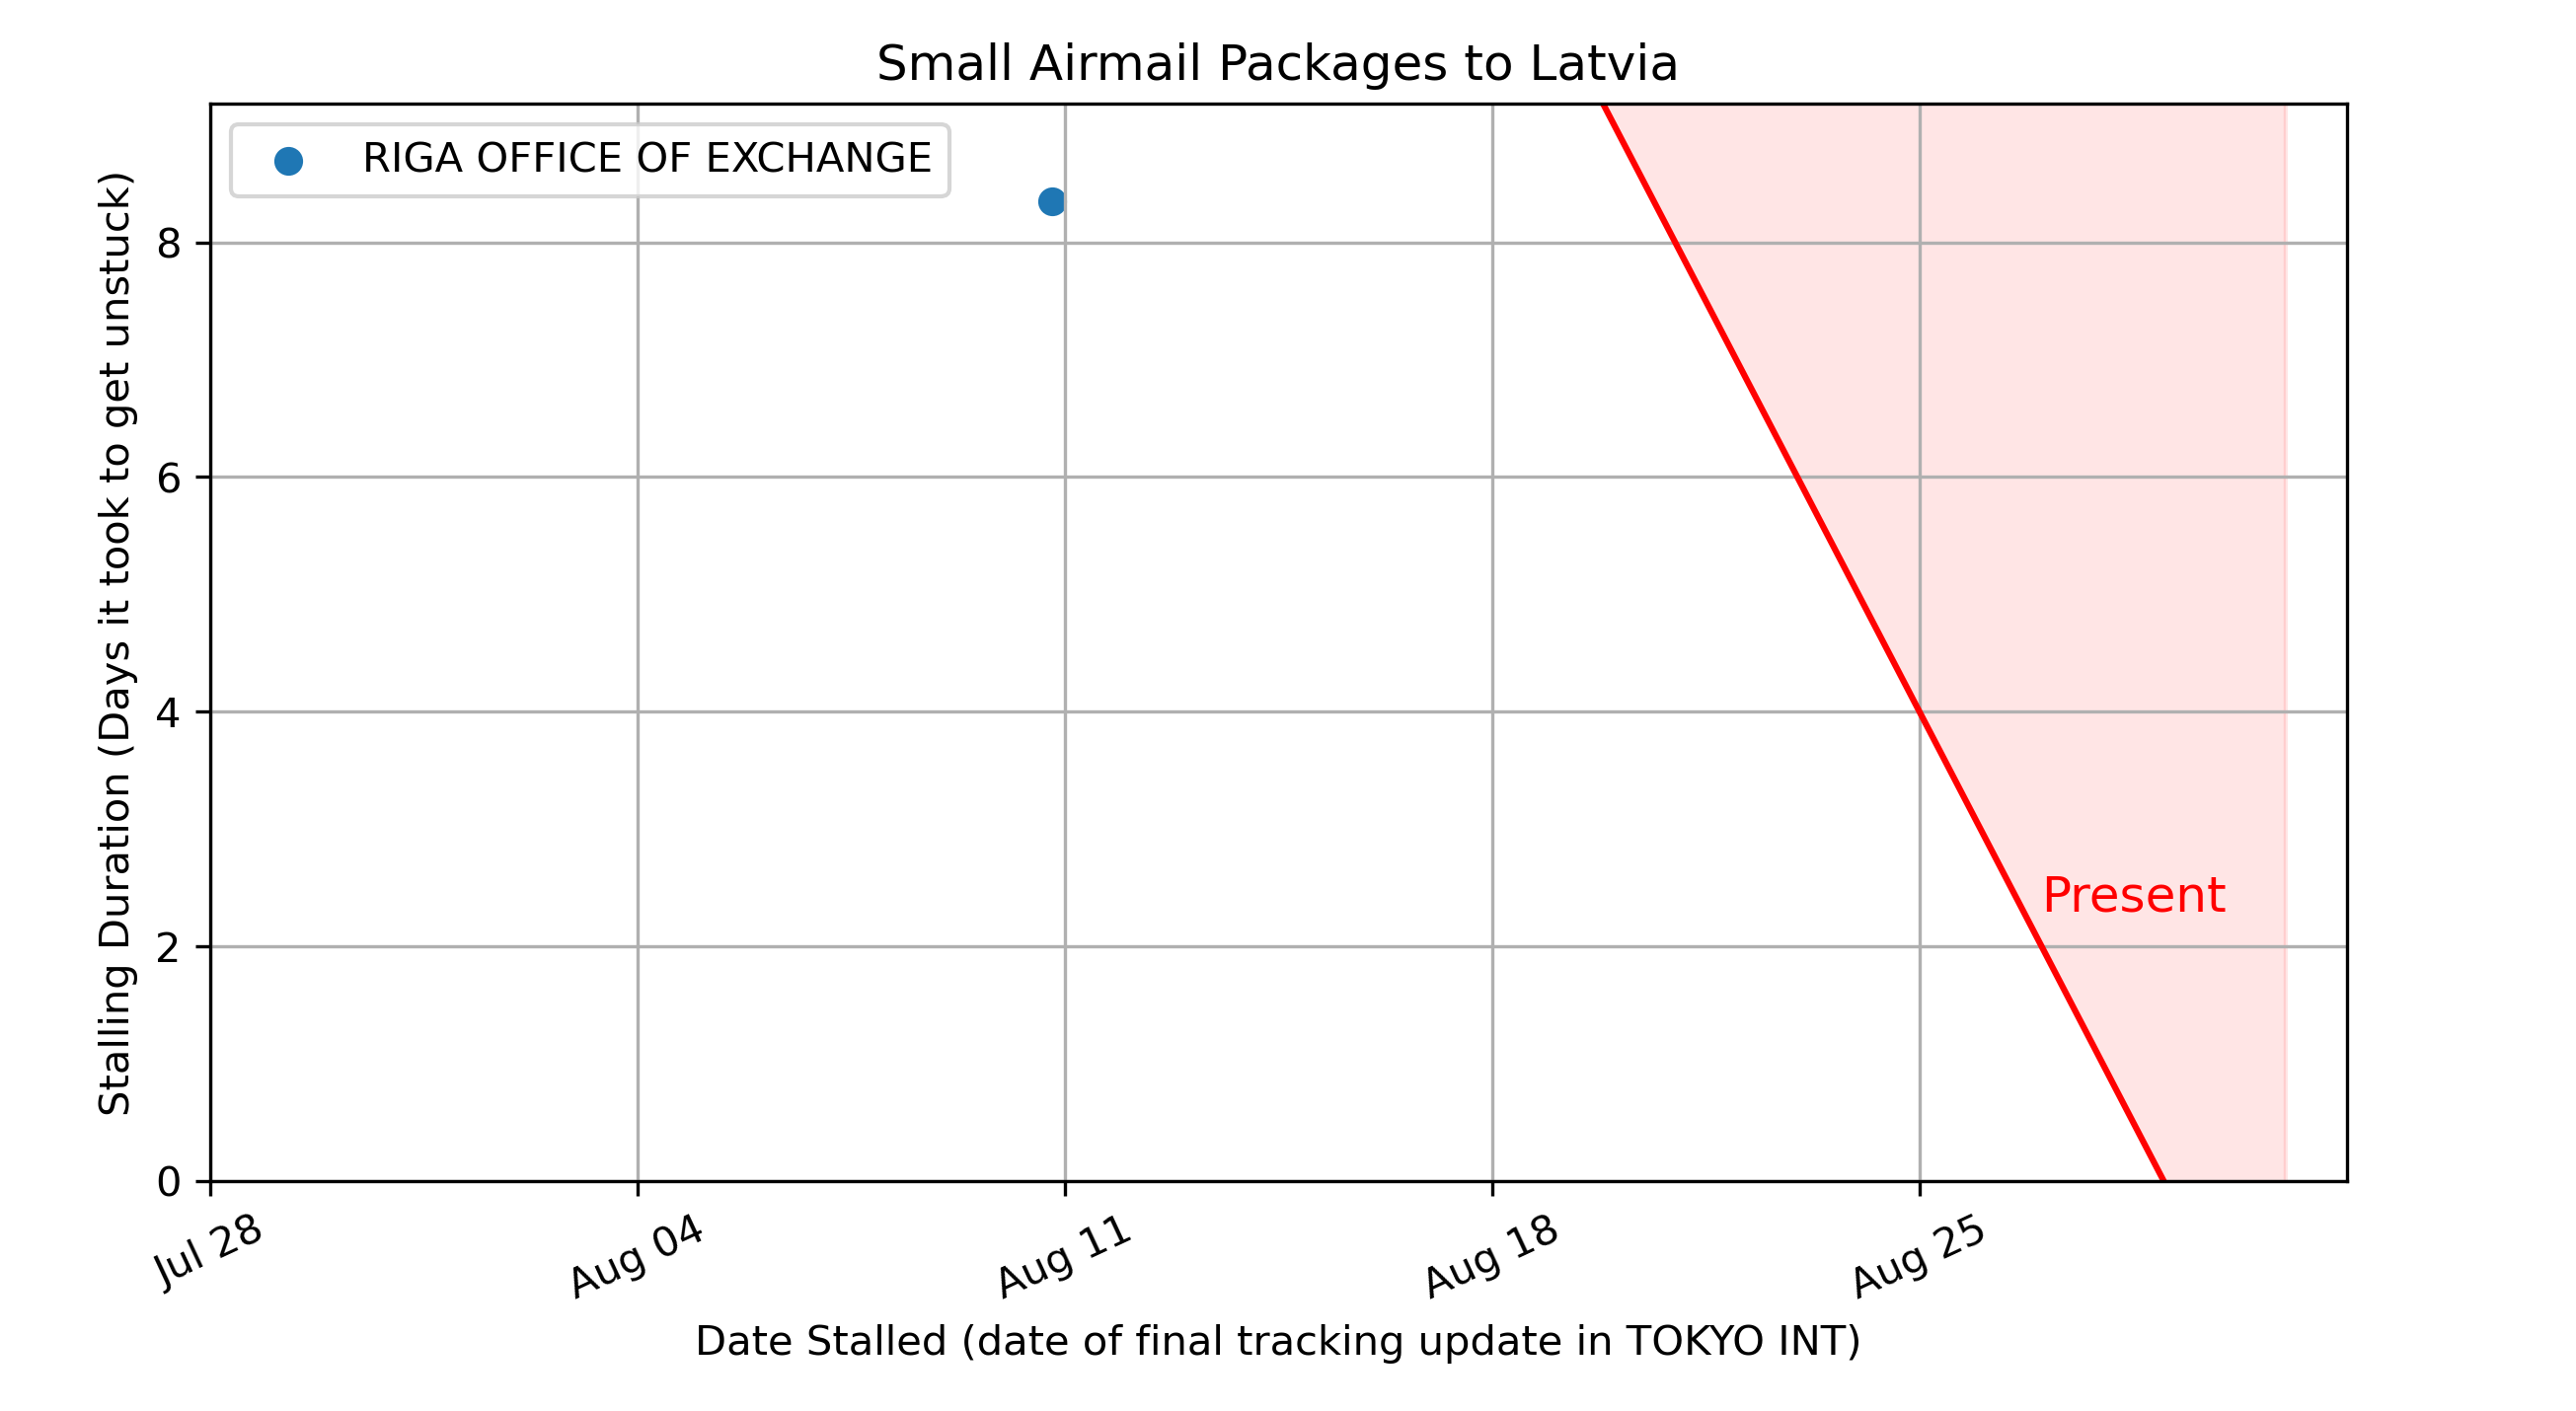 Small Airmail Packages to Latvia
RIGA OFFICE OF EXCHANGE
Stalling Duration (Days it took to get unstuck)
8
6
4
2
0
Present
Jul 28
Aug 04
Aug 11
Aug 18
Aug 25
Date Stalled (date of final tracking update in TOKYO INT)